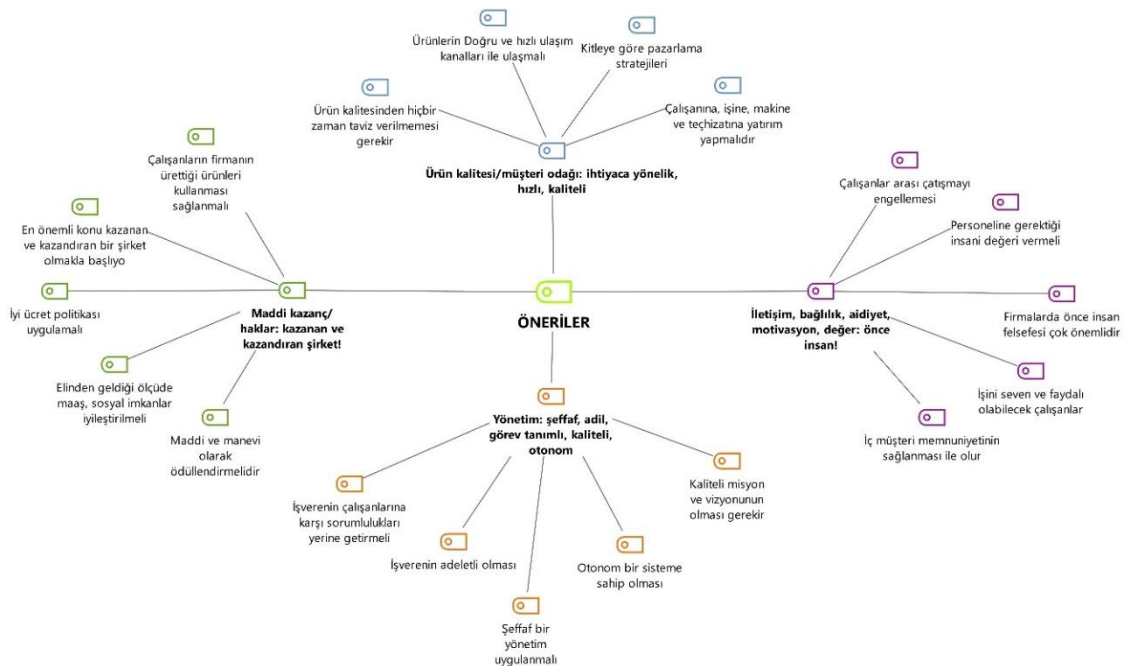 Ürünlerin Doğru ve hızlı ulaşım
kanalları ile ulaşmalı
Kitleye göre pazarlama
stratejileri
Ürün kalitesinden hiçbir
zaman taviz verilmemesi
gerekir
Çalışanına, işine, makine
ve teçhizatına yatırım
yapmalıdır
Ürün kalitesi/müşteri odağı: ihtiyaca yönelik,
hızlı, kaliteli
Çalışanların firmanın
ürettiği ürünleri
kullanması
sağlanmalı
En önemli konu kazanan
ve kazandıran bir şirket
olmakla başlıyo
İyi ücret politikası
uygulamalı
Maddi kazanç/
haklar: kazanan ve
kazandıran şirket!
Elinden geldiği ölçüde
maaş, sosyal imkanlar
iyileştirilmeli
Maddi ve manevi
olarak
ödüllendirmelidir
ÖNERİLER
Çalışanlar arası çatışmayı
engellemesi
Personeline gerektiği
insani değeri vermeli
İletişim, bağlılık, aidiyet,
motivasyon, değer: önce
insan!
Firmalarda önce insan
felsefesi çok önemlidir
İşini seven ve faydalı
olabilecek çalışanlar
İç müşteri memnuniyetinin
sağlanması ile olur
Yönetim: şeffaf, adil,
görev tanımlı, kaliteli,
otonom
İşverenin çalışanlarına
karşı sorumlulukları
yerine getirmeli
İşverenin adeletli olması
Şeffaf bir
yönetim
uygulanmalı
Otonom bir sisteme
sahip olması
Kaliteli misyon
ve vizyonunun
olması gerekir